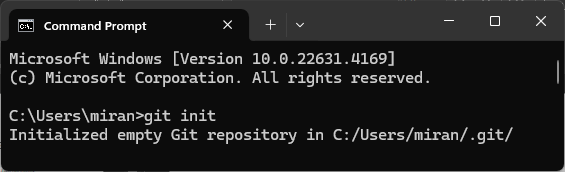 Command Prompt
Microsoft Windows [Version 10.0.22631.4169]
(c) Microsoft Corporation. All rights reserved.
C:\Users\miran>git init
Initialized empty Git repository in C:/Users/miran/.git/